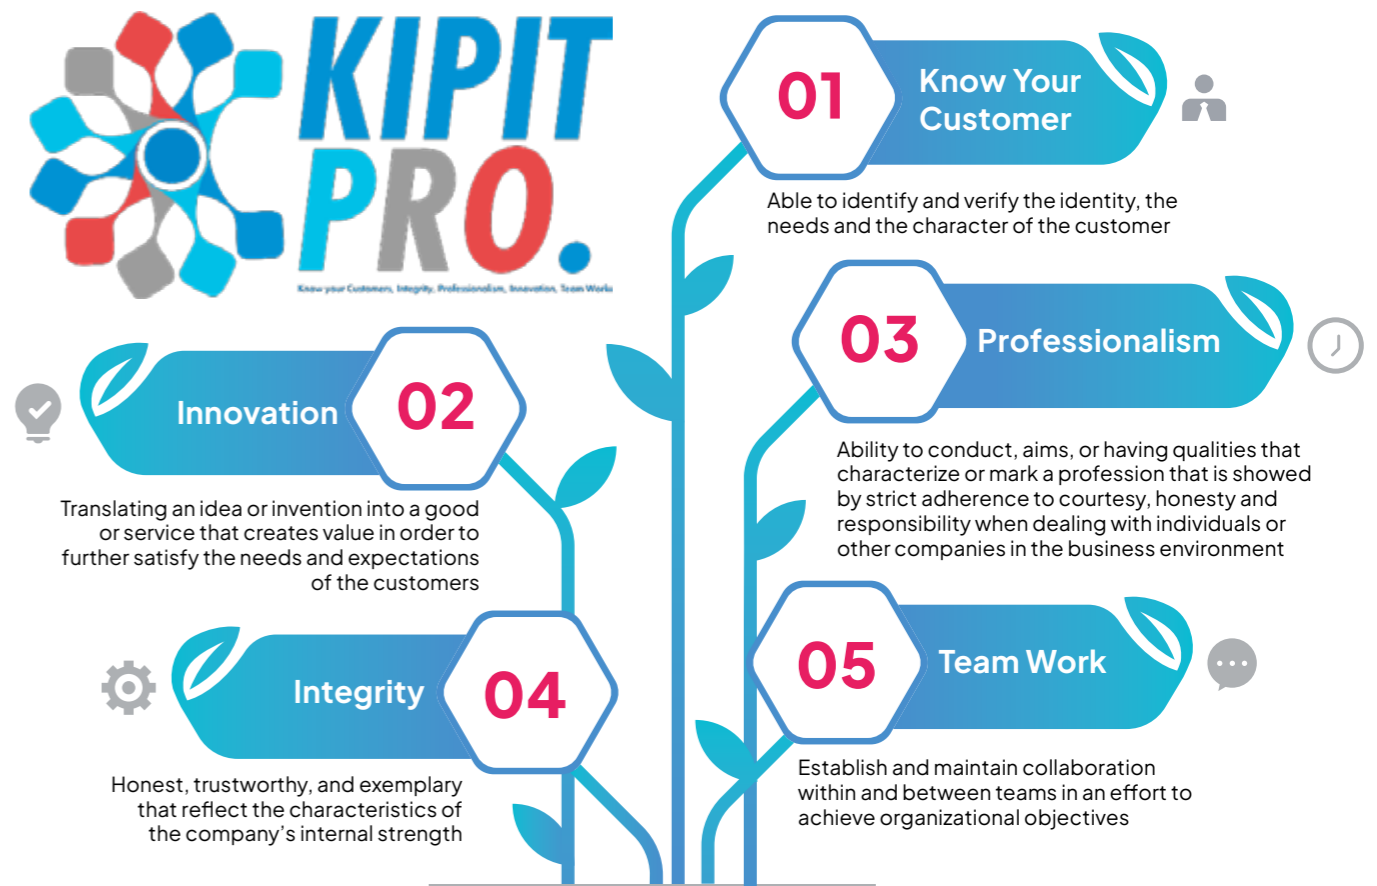 KIPIT
PRO.
Know your Customers, Integrity, Professionalism, Innovation, Team Works
01
Know Your
Customer
Able to identify and verify the identity, the
needs and the character of the customer
02
Innovation
Translating an idea or invention into a good
or service that creates value in order to
further satisfy the needs and expectations
of the customers
03
Professionalism
Ability to conduct, aims, or having qualities that
characterize or mark a profession that is showed
by strict adherence to courtesy, honesty and
responsibility when dealing with individuals or
other companies in the business environment
04
Integrity
Honest, trustworthy, and exemplary
that reflect the characteristics of
the company's internal strength
05
Team Work
Establish and maintain collaboration
within and between teams in an effort to
achieve organizational objectives